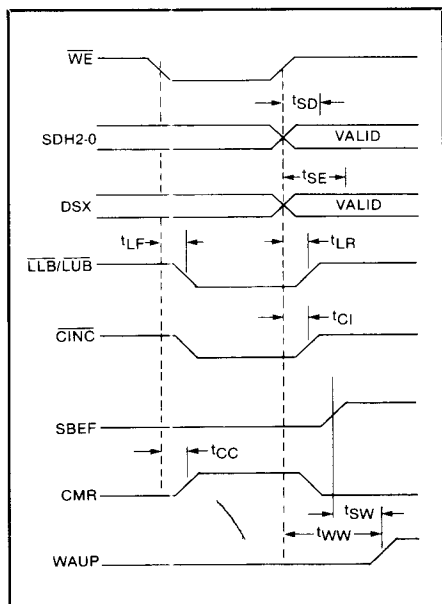 WE
tSD
SDH2-0
VALID
tSE
DSX
VALID
tLF
tLR
LLB/LUB
tCI
CINC
SBEF
tCC
CMR
tSW
tWW
WAUP